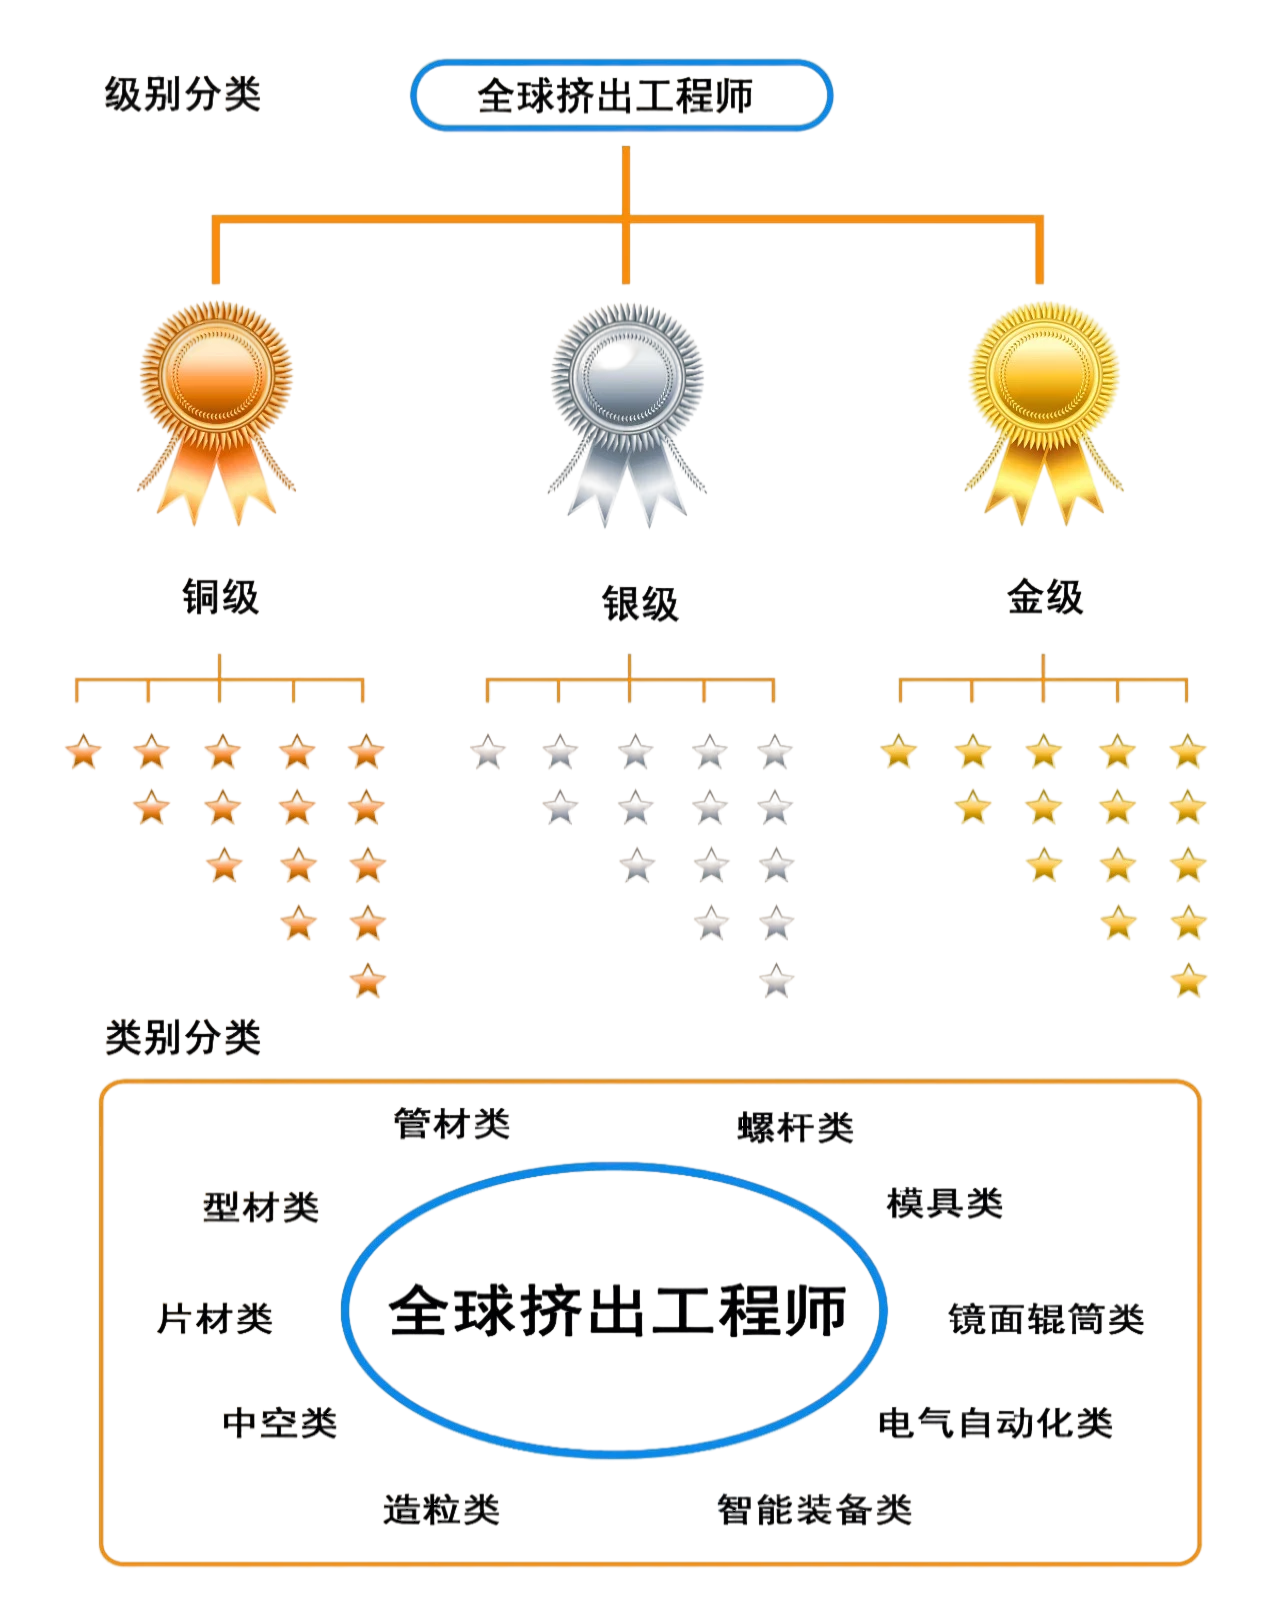 级别分类
全球挤出工程师
铜级
银级
金级
类别分类
管材类
螺杆类
型材类
模具类
全球挤出工程师
片材类
镜面辊筒类
中空类
电气自动化类
造粒类
智能装备类